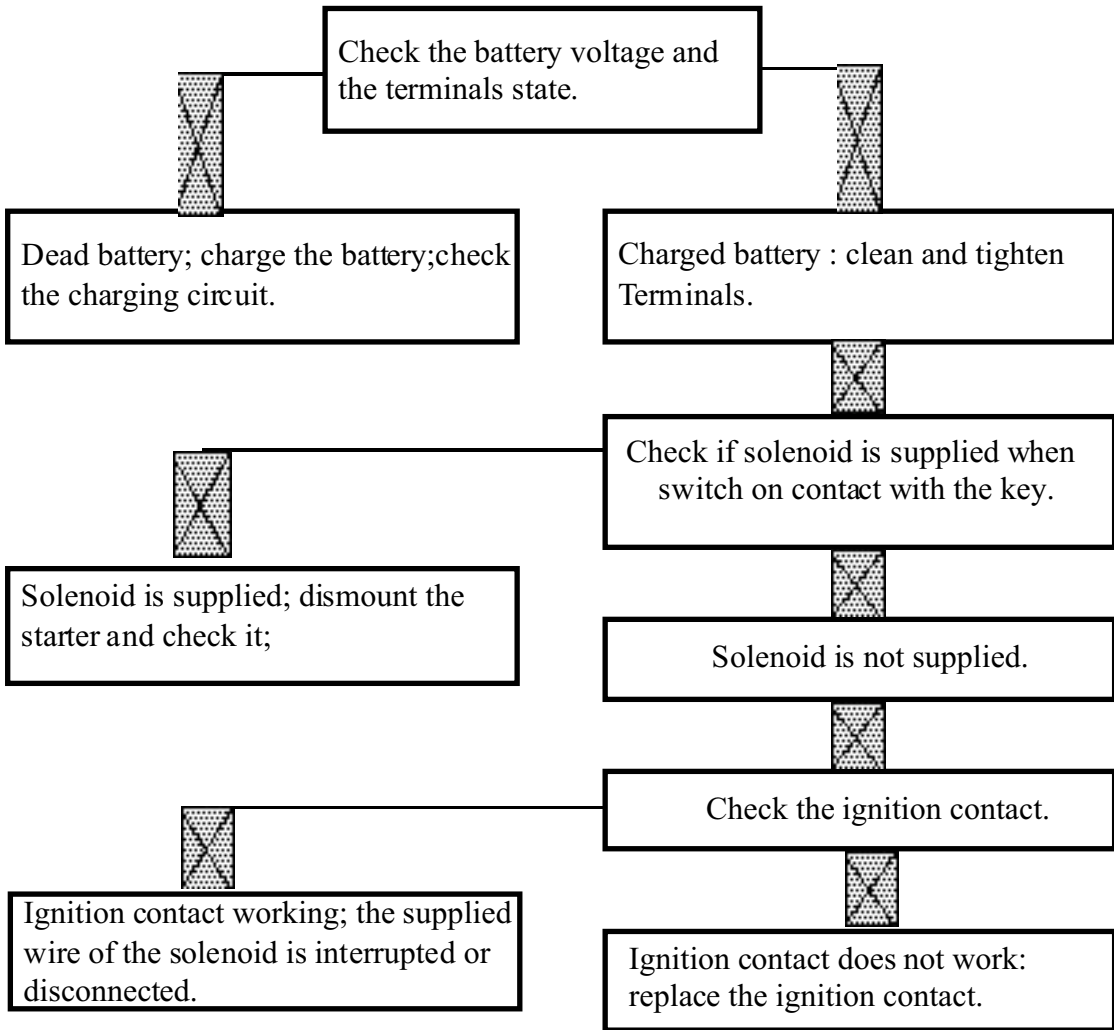 Check the battery voltage and
the terminals state.
Dead battery; charge the battery;check
the charging circuit.
Charged battery : clean and tighten
Terminals.
Check if solenoid is supplied when
switch on contact with the key.
Solenoid is supplied; dismount the
starter and check it;
Solenoid is not supplied.
Check the ignition contact.
Ignition contact working; the supplied
wire of the solenoid is interrupted or
disconnected.
Ignition contact does not work:
replace the ignition contact.